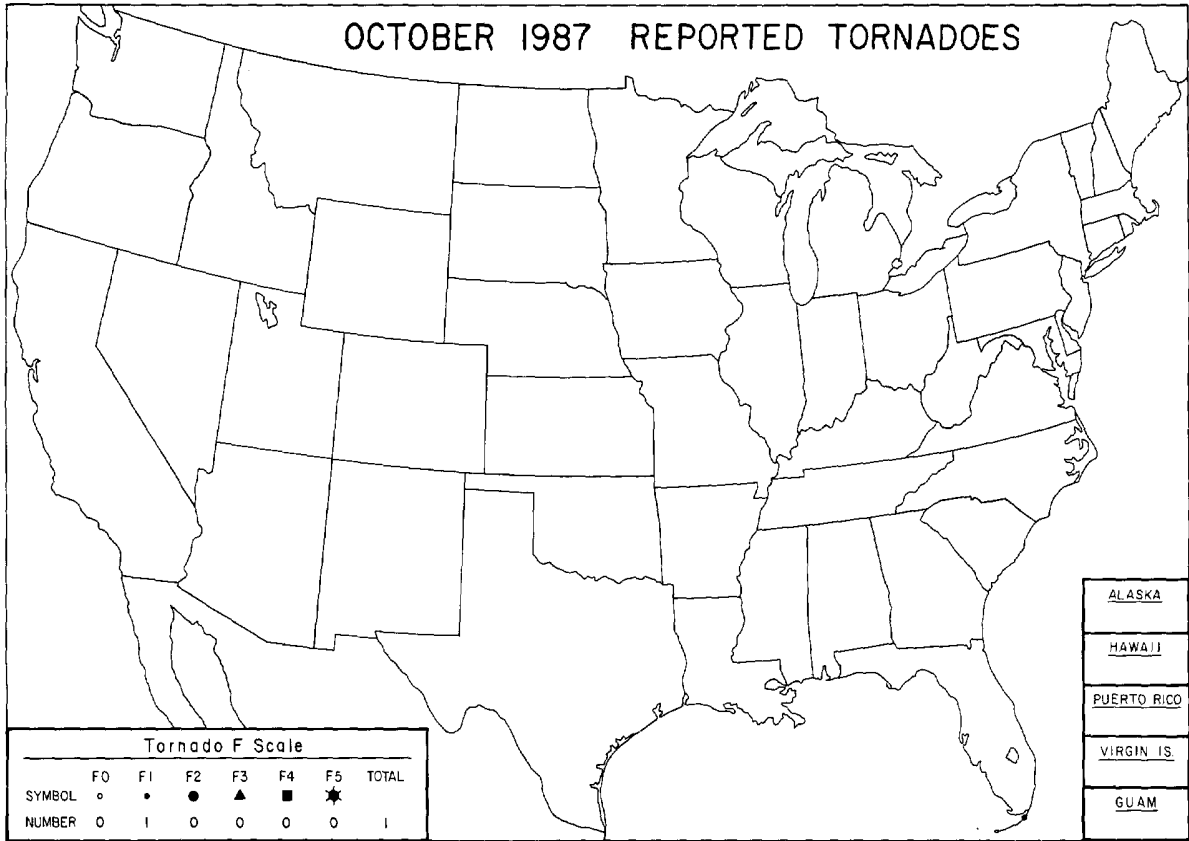 OCTOBER 1987 REPORTED TORNADOES
ALASKA
HAWAII
PUERTO RICO
VIRGIN IS.
GUAM
Tornado F Scale
F0 F1 F2 F3 F4 F5 TOTAL
SYMBOL
NUMBER 0 1 0 0 0 0 1